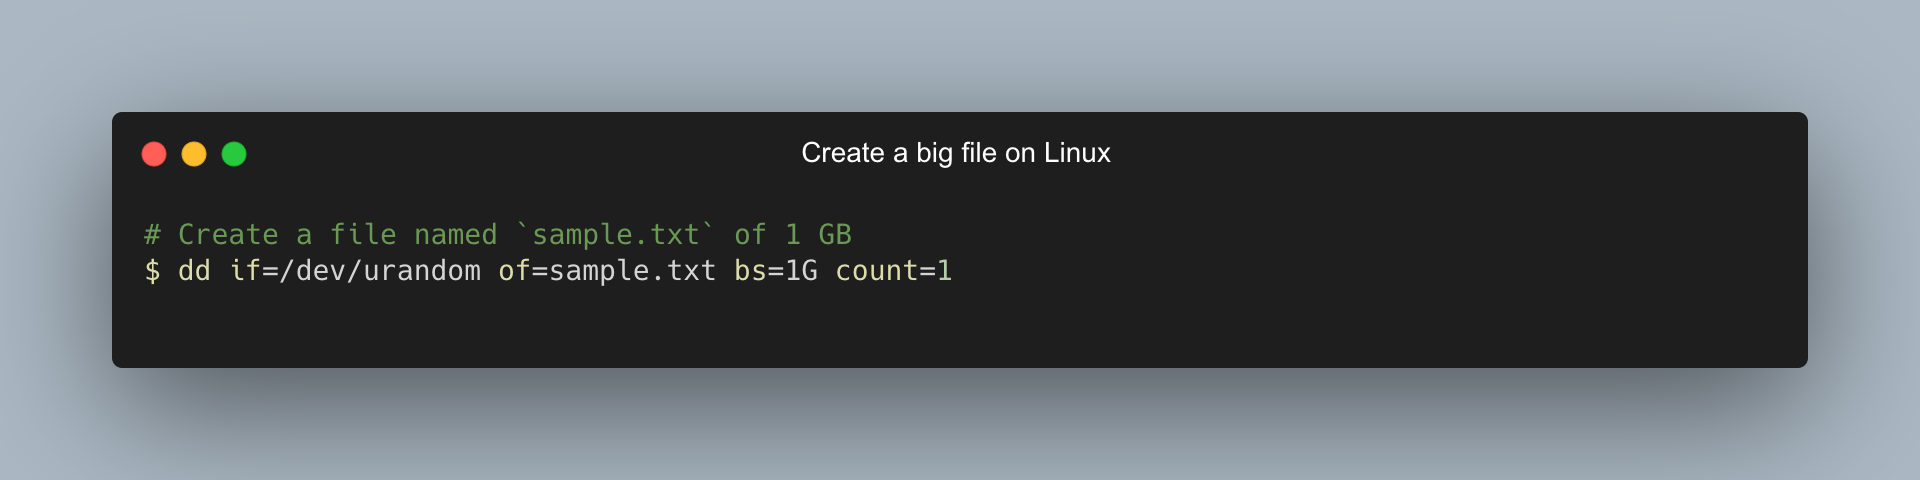 Create a big file on Linux
# Create a file named `sample.txt` of 1 GB
$ dd if=/dev/urandom of=sample.txt bs=1G count=1